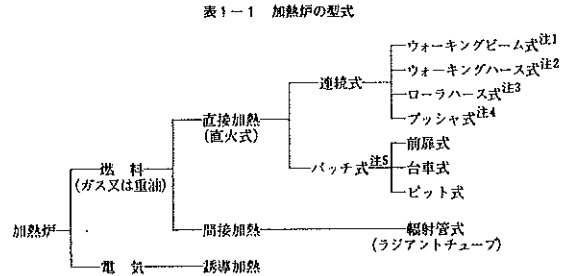 表1－1　加熱炉の型式
ウォーキングビーム式注1
ウォーキングハース式注2
連続式
ローラハース式注3
プッシャ式注4
直接加熱
(直火式)
前扉式
バッチ式注5
台車式
ピット式
燃料
(ガス又は重油)
加熱炉
間接加熱
輻射管式
(ラジアントチューブ)
電気
誘導加熱